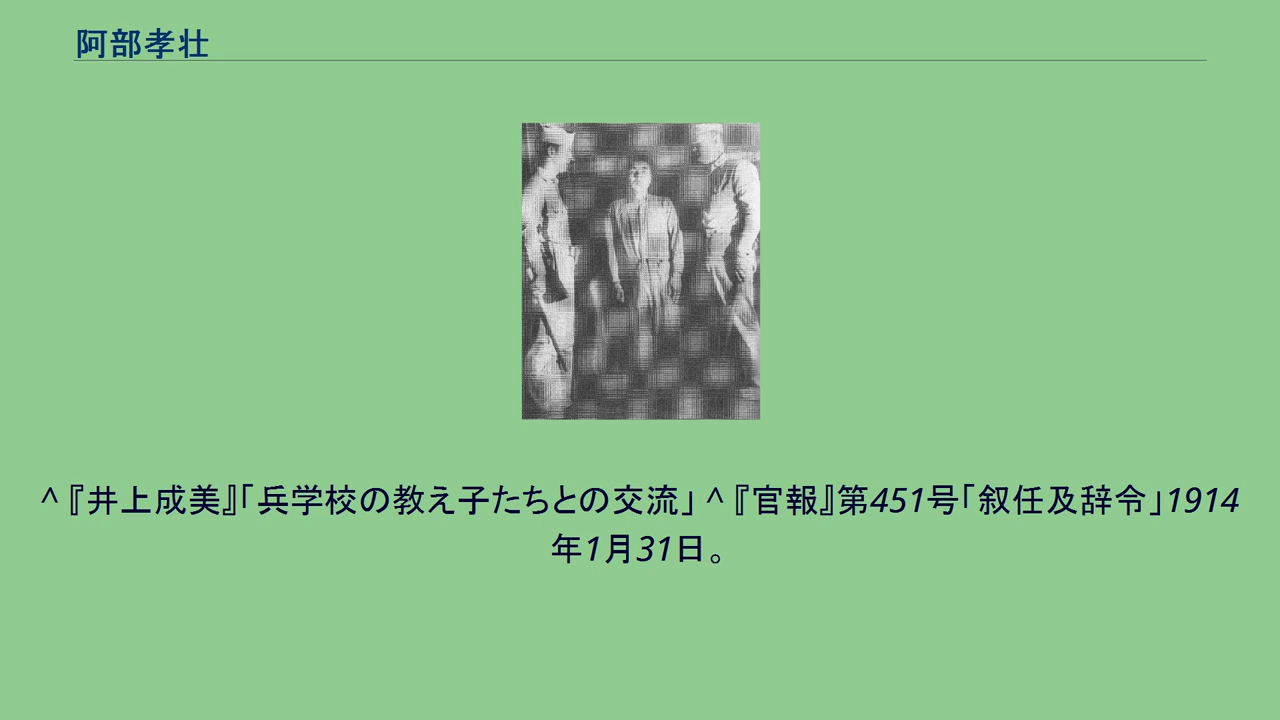 阿部孝壮
^『井上成美』「兵学校の教え子たちとの交流」 ^『官報』第451号「叙任及辞令」1914
年1月31日。